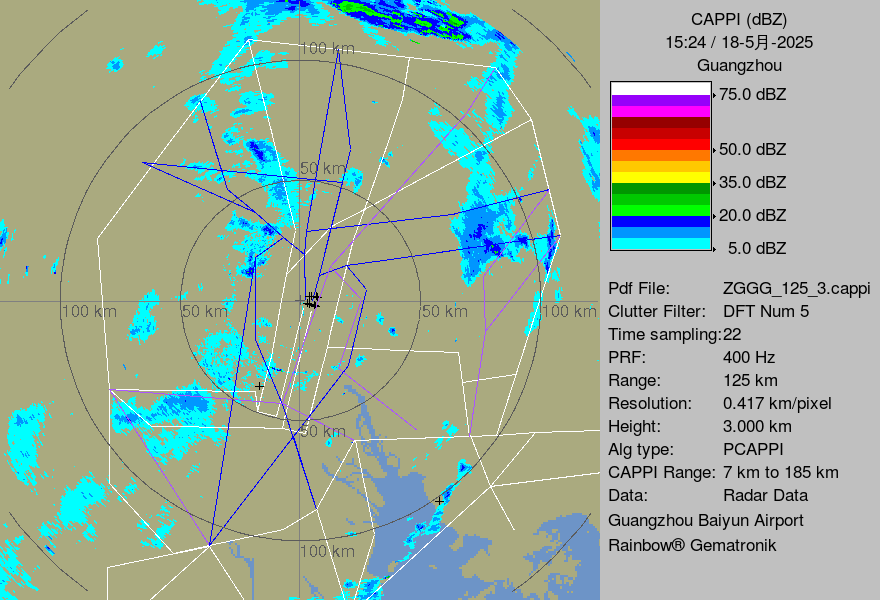 100 km
50 km
100 km
50 km
50 km
100 km
50 km
100 km
CAPPI (dBZ)
15:24 / 18-5月-2025
Guangzhou
75.0 dBZ
50.0 dBZ
35.0 dBZ
20.0 dBZ
5.0 dBZ
Pdf File: ZGGG_125_3.cappi
Clutter Filter: DFT Num 5
Time sampling:22
PRF: 400 Hz
Range: 125 km
Resolution: 0.417 km/pixel
Height: 3.000 km
Alg type: PCAPPI
CAPPI Range: 7 km to 185 km
Data: Radar Data
Guangzhou Baiyun Airport
Rainbow® Gematronik